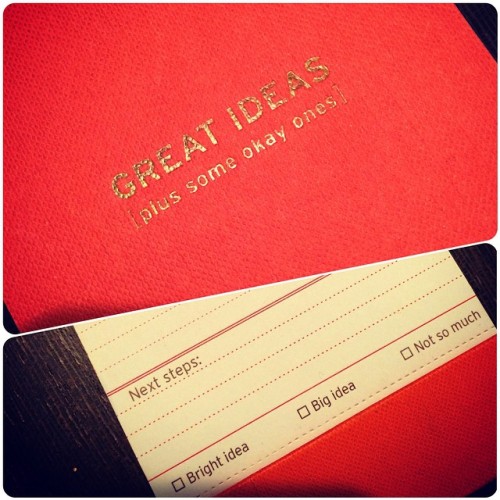 GREAT IDEAS
[plus some okay ones]
Next steps:
Bright idea Big idea Not so much